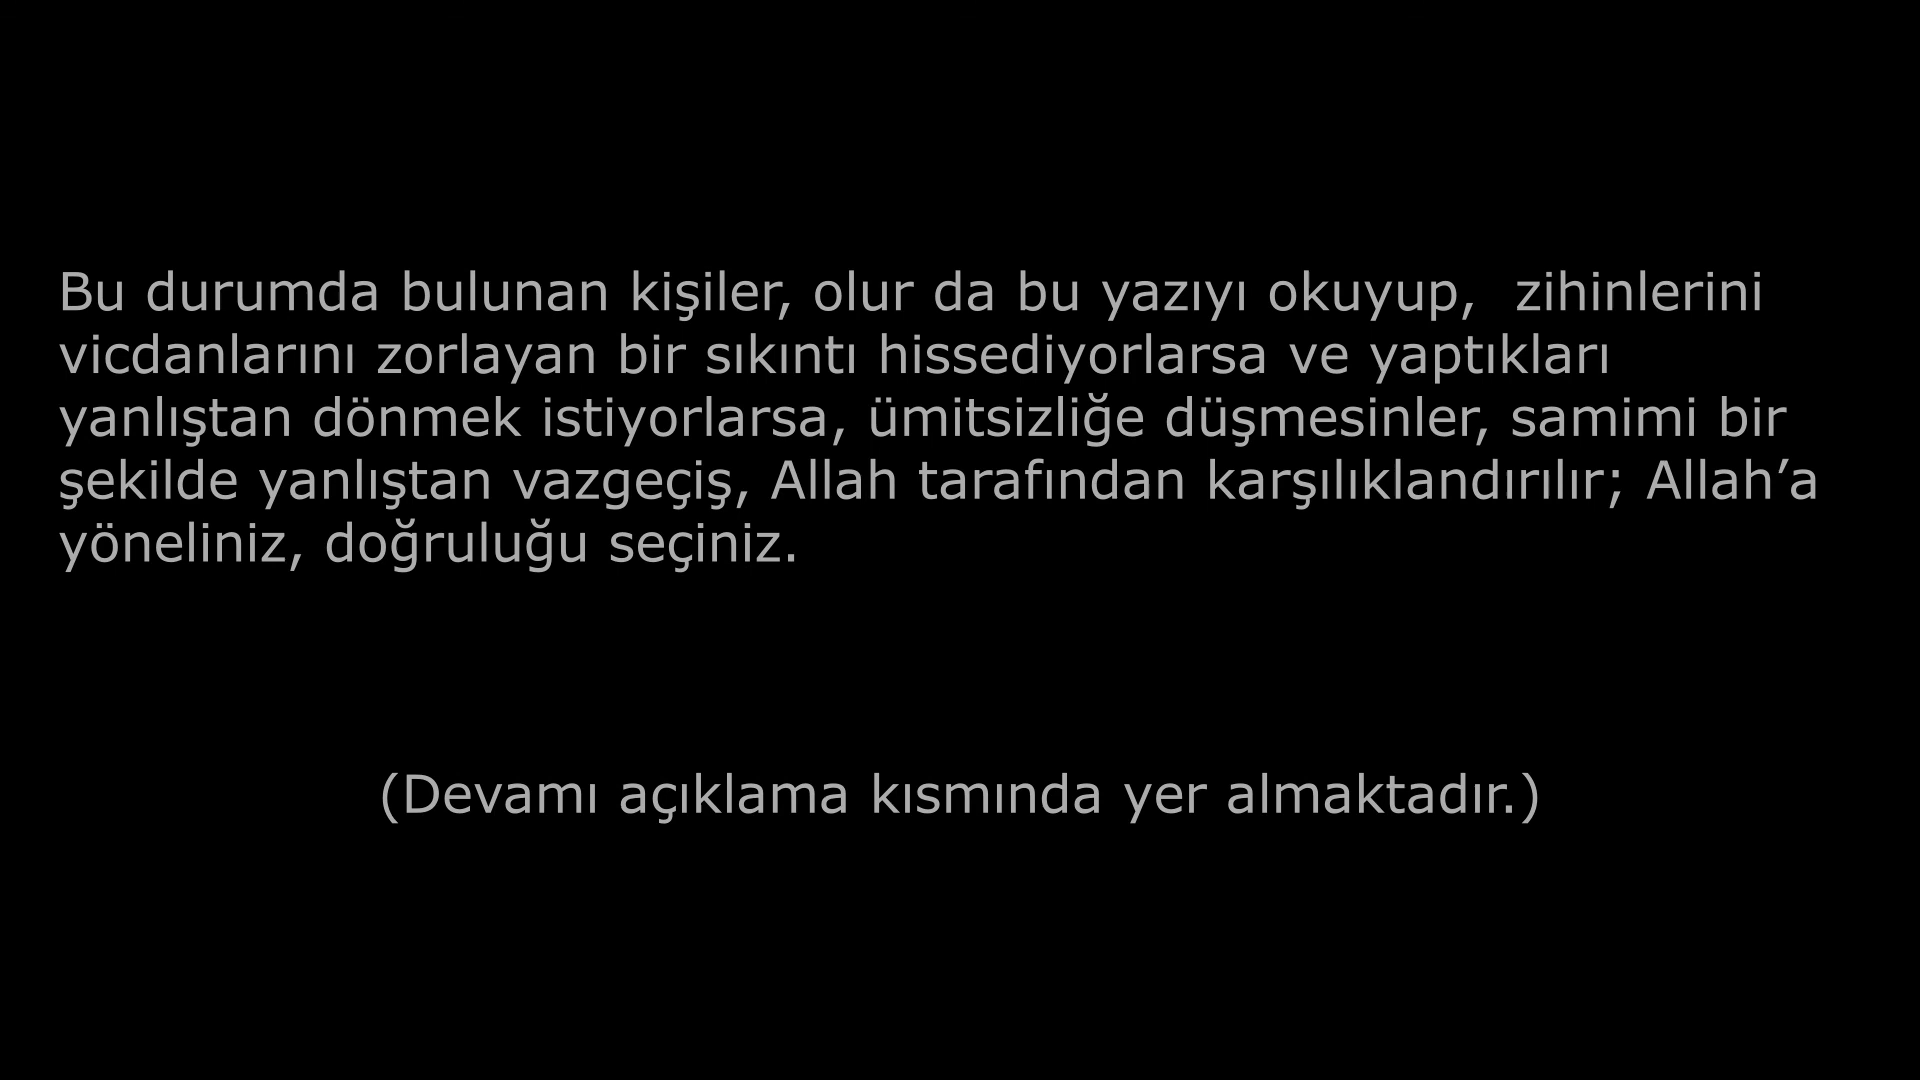 Bu durumda bulunan kişiler, olur da bu yazıyı okuyup,  zihinlerini
vicdanlarını zorlayan bir sıkıntı hissediyorlarsa ve yaptıkları
yanlıştan dönmek istiyorlarsa, ümitsizliğe düşmesinler, samimi bir
şekilde yanlıştan vazgeçiş, Allah tarafından karşılıklandırılır; Allah’a
yöneliniz, doğruluğu seçiniz.
(Devamı açıklama kısmında yer almaktadır.)